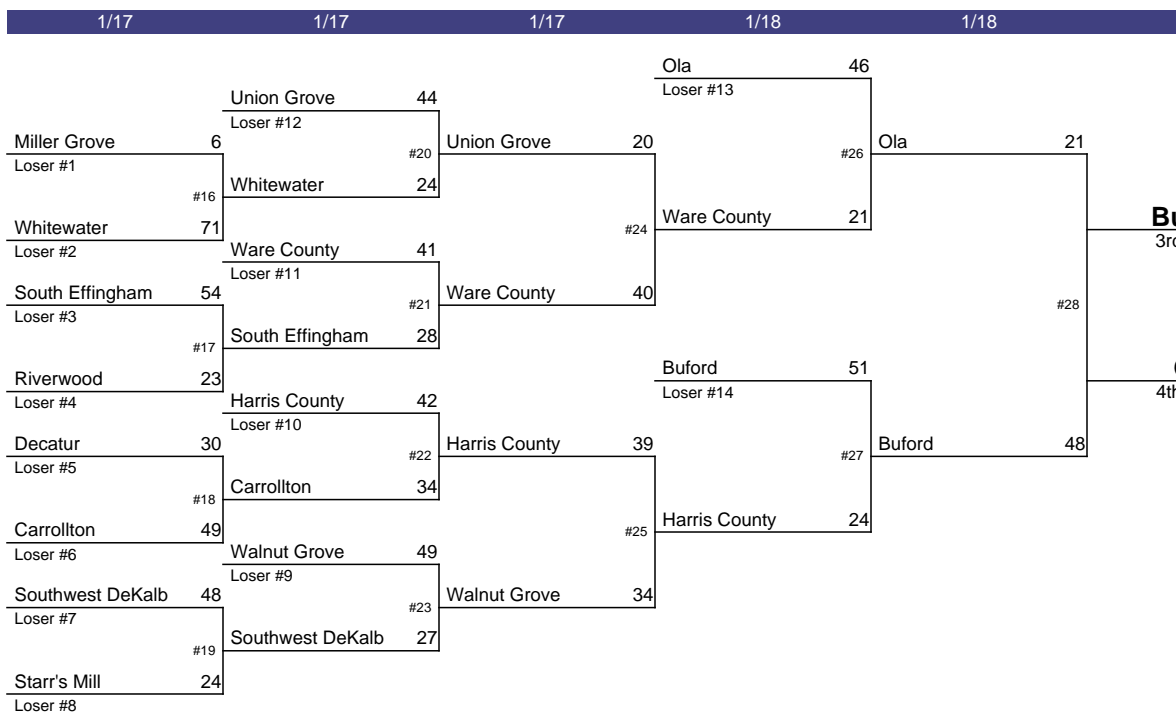 1/17 1/17 1/17 1/18 1/18
Ola 46
Loser #13
Union Grove 44
Loser #12
Miller Grove 6
Loser #1
#20
Union Grove 20
#26
Ola 21
#16
Whitewater 24
Whitewater 71
Loser #2
#24
Ware County 21
3rd
Ware County 41
Loser #11
South Effingham 54
Loser #3
#21
Ware County 40
#28
#17
South Effingham 28
Riverwood 23
Loser #4
Buford 51
Loser #14
4th
Harris County 42
Loser #10
Decatur 30
Loser #5
#22
Harris County 39
#27
Buford 48
#18
Carrollton 34
Carrollton 49
Loser #6
#25
Harris County 24
Walnut Grove 49
Loser #9
Southwest DeKalb 48
Loser #7
#23
Walnut Grove 34
#19
Southwest DeKalb 27
Starr's Mill 24
Loser #8